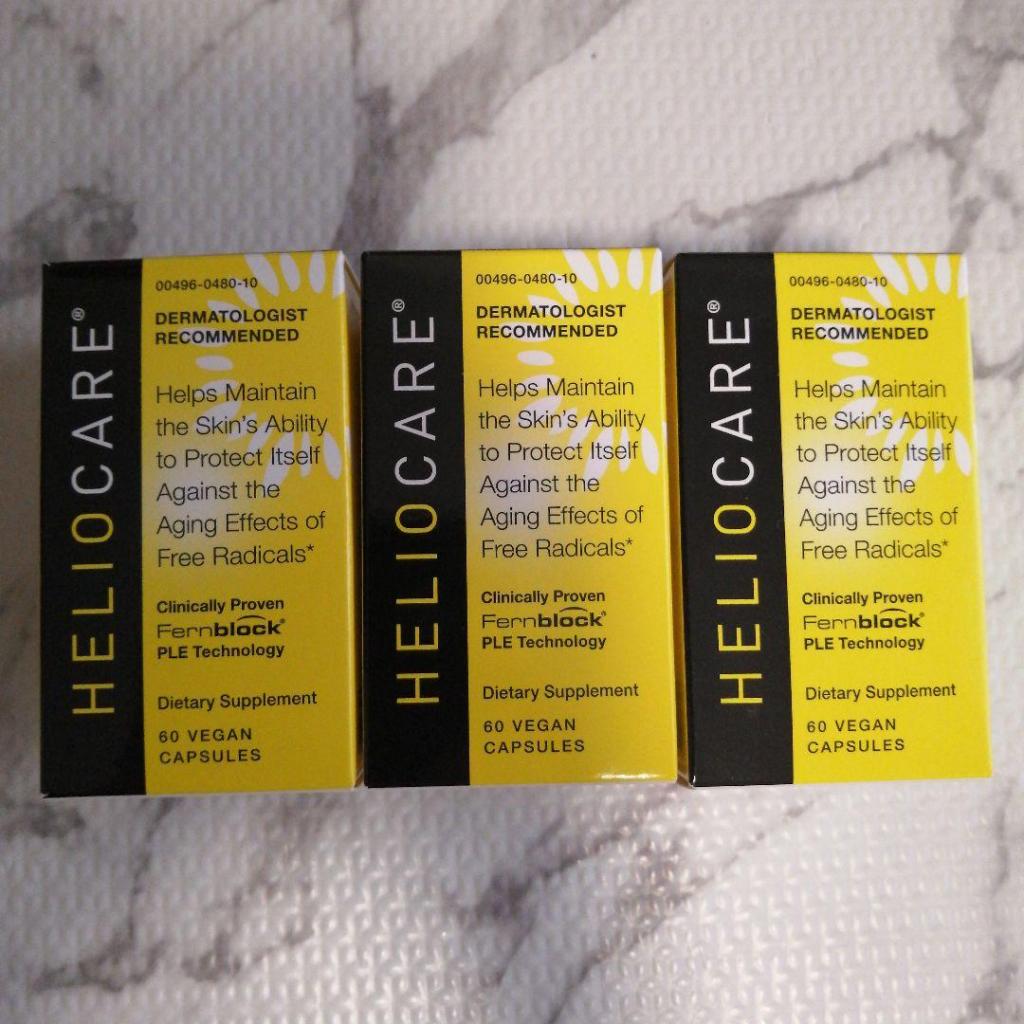 HELIOCARE®
00496-0480-10
DERMATOLOGIST
RECOMMENDED
Helps Maintain
the Skin's Ability
to Protect Itself
Against the
Aging Effects of
Free Radicals*
Clinically Proven
Fernblock®
PLE Technology
Dietary Supplement
60 VEGAN
CAPSULES
HELIOCARE®
00496-0480-10
DERMATOLOGIST
RECOMMENDED
Helps Maintain
the Skin's Ability
to Protect Itself
Against the
Aging Effects of
Free Radicals*
Clinically Proven
Fernblock®
PLE Technology
Dietary Supplement
60 VEGAN
CAPSULES
HELIOCARE®
00496-0480-10
DERMATOLOGIST
RECOMMENDED
Helps Maintain
the Skin's Ability
to Protect Itself
Against the
Aging Effects of
Free Radicals*
Clinically Proven
Fernblock®
PLE Technology
Dietary Supplement
60 VEGAN
CAPSULES